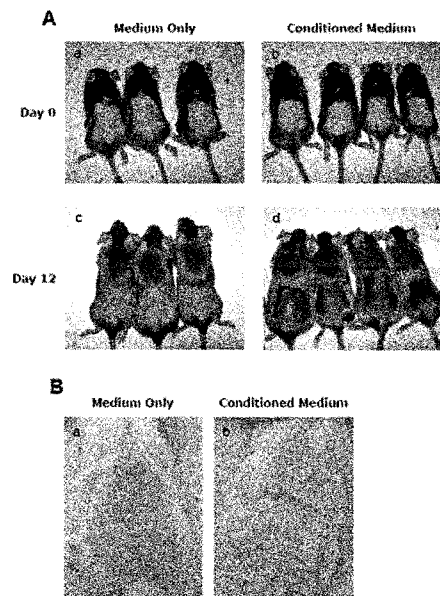 A
Medium Only
Conditioned Medium
a
b
Day 0
c
d
Day 12
B
Medium Only
Conditioned Medium
a
b